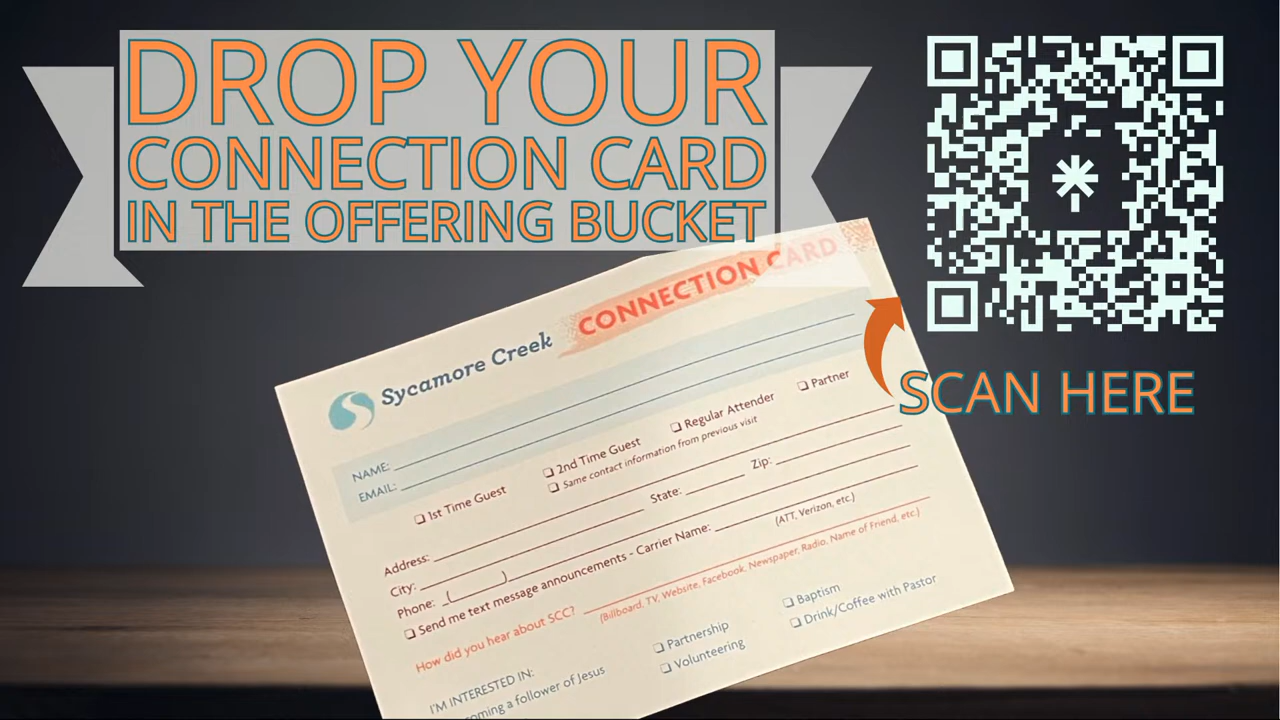 DROP YOUR
CONNECTION CARD
IN THE OFFERING BUCKET
SCAN HERE
Sycamore Creek
CONNECTION CARD
NAME:
EMAIL:
1st Time Guest
2nd Time Guest
Regular Attender
Partner
Same contact information from previous visit
Address:
City:
State:
Zip:
Phone: ( )
Send me text message announcements - Carrier Name:
(ATT, Verizon, etc.)
How did you hear about SCC?
(Billboard, TV, Website, Facebook, Newspaper, Radio, Name of Friend, etc.)
I'M INTERESTED IN:
a follower of Jesus
Partnership
Volunteering
Baptism
Drink/Coffee with Pastor